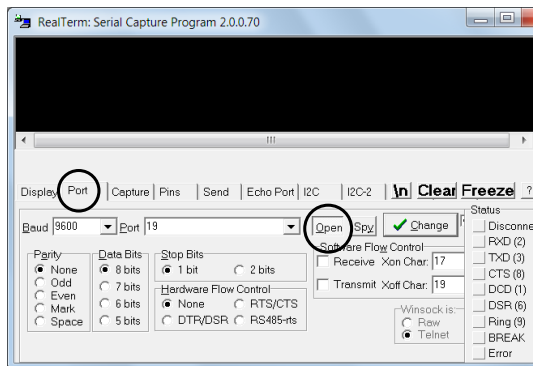 RealTerm: Serial Capture Program 2.0.0.70
Display Port Capture Pins Send Echo Port I2C I2C-2 \n Clear Freeze ?
Baud 9600 Port 19 Open Spy Change
Status
Disconne
RXD (2)
TXD (3)
CTS (8)
DCD (1)
DSR (6)
Ring (9)
BREAK
Error
Parity
None
Odd
Even
Mark
Space
Data Bits
8 bits
7 bits
6 bits
5 bits
Stop Bits
1 bit 2 bits
Hardware Flow Control
None RTS/CTS
DTR/DSR RS485-rts
Software Flow Control
Receive Xon Char: 17
Transmit Xoff Char: 19
Winsock is:
Raw
Telnet